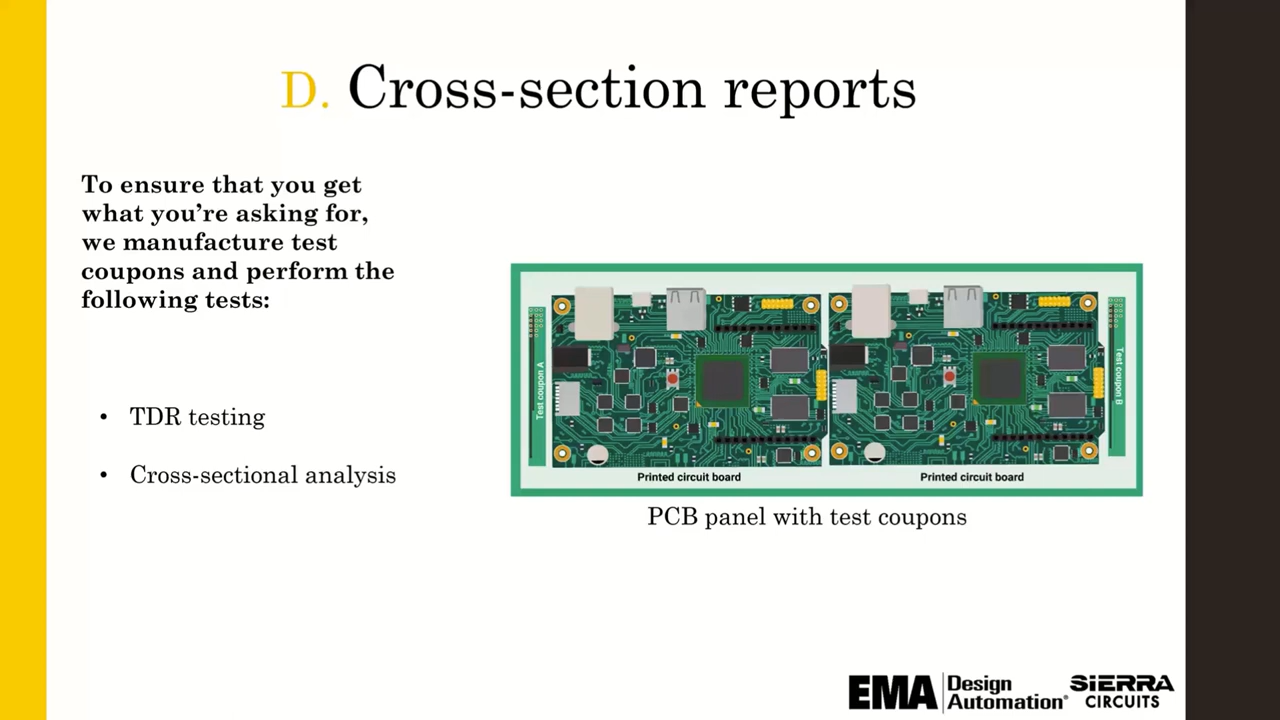 D. Cross-section reports
To ensure that you get
what you're asking for,
we manufacture test
coupons and perform the
following tests:
• TDR testing
• Cross-sectional analysis
Test coupon A
Test coupon B
Printed circuit board
Printed circuit board
PCB panel with test coupons
EMA Design Automation®
SIERRA CIRCUITS